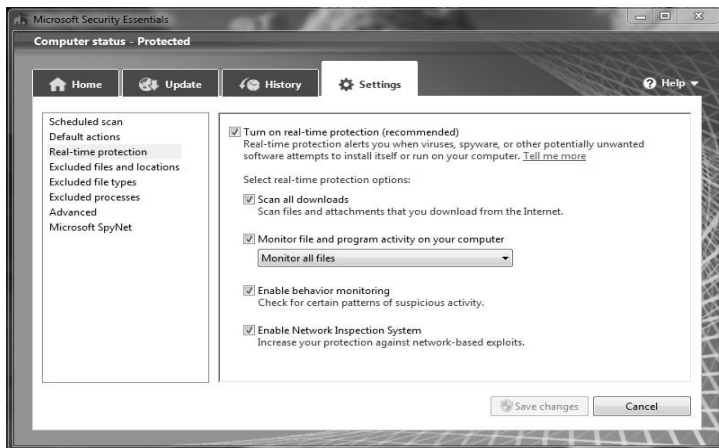 Microsoft Security Essentials
Computer status - Protected
Home
Update
History
Settings
Help
Scheduled scan
Default actions
Real-time protection
Excluded files and locations
Excluded file types
Excluded processes
Advanced
Microsoft SpyNet
Turn on real-time protection (recommended)
Real-time protection alerts you when viruses, spyware, or other potentially unwanted
software attempts to install itself or run on your computer. Tell me more
Select real-time protection options:
Scan all downloads
Scan files and attachments that you download from the Internet.
Monitor file and program activity on your computer
Monitor all files
Enable behavior monitoring
Check for certain patterns of suspicious activity.
Enable Network Inspection System
Increase your protection against network-based exploits.
Save changes
Cancel